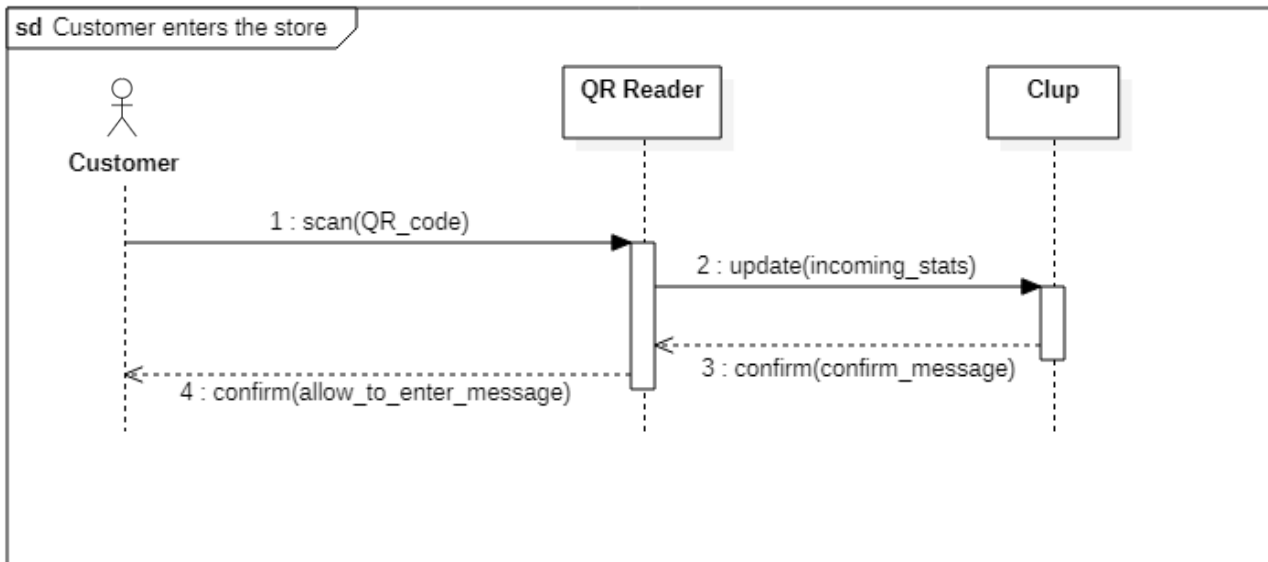 sd Customer enters the store
QR Reader
Clup
Customer
1 : scan(QR_code)
2 : update(incoming_stats)
3 : confirm(confirm_message)
4 : confirm(allow_to_enter_message)